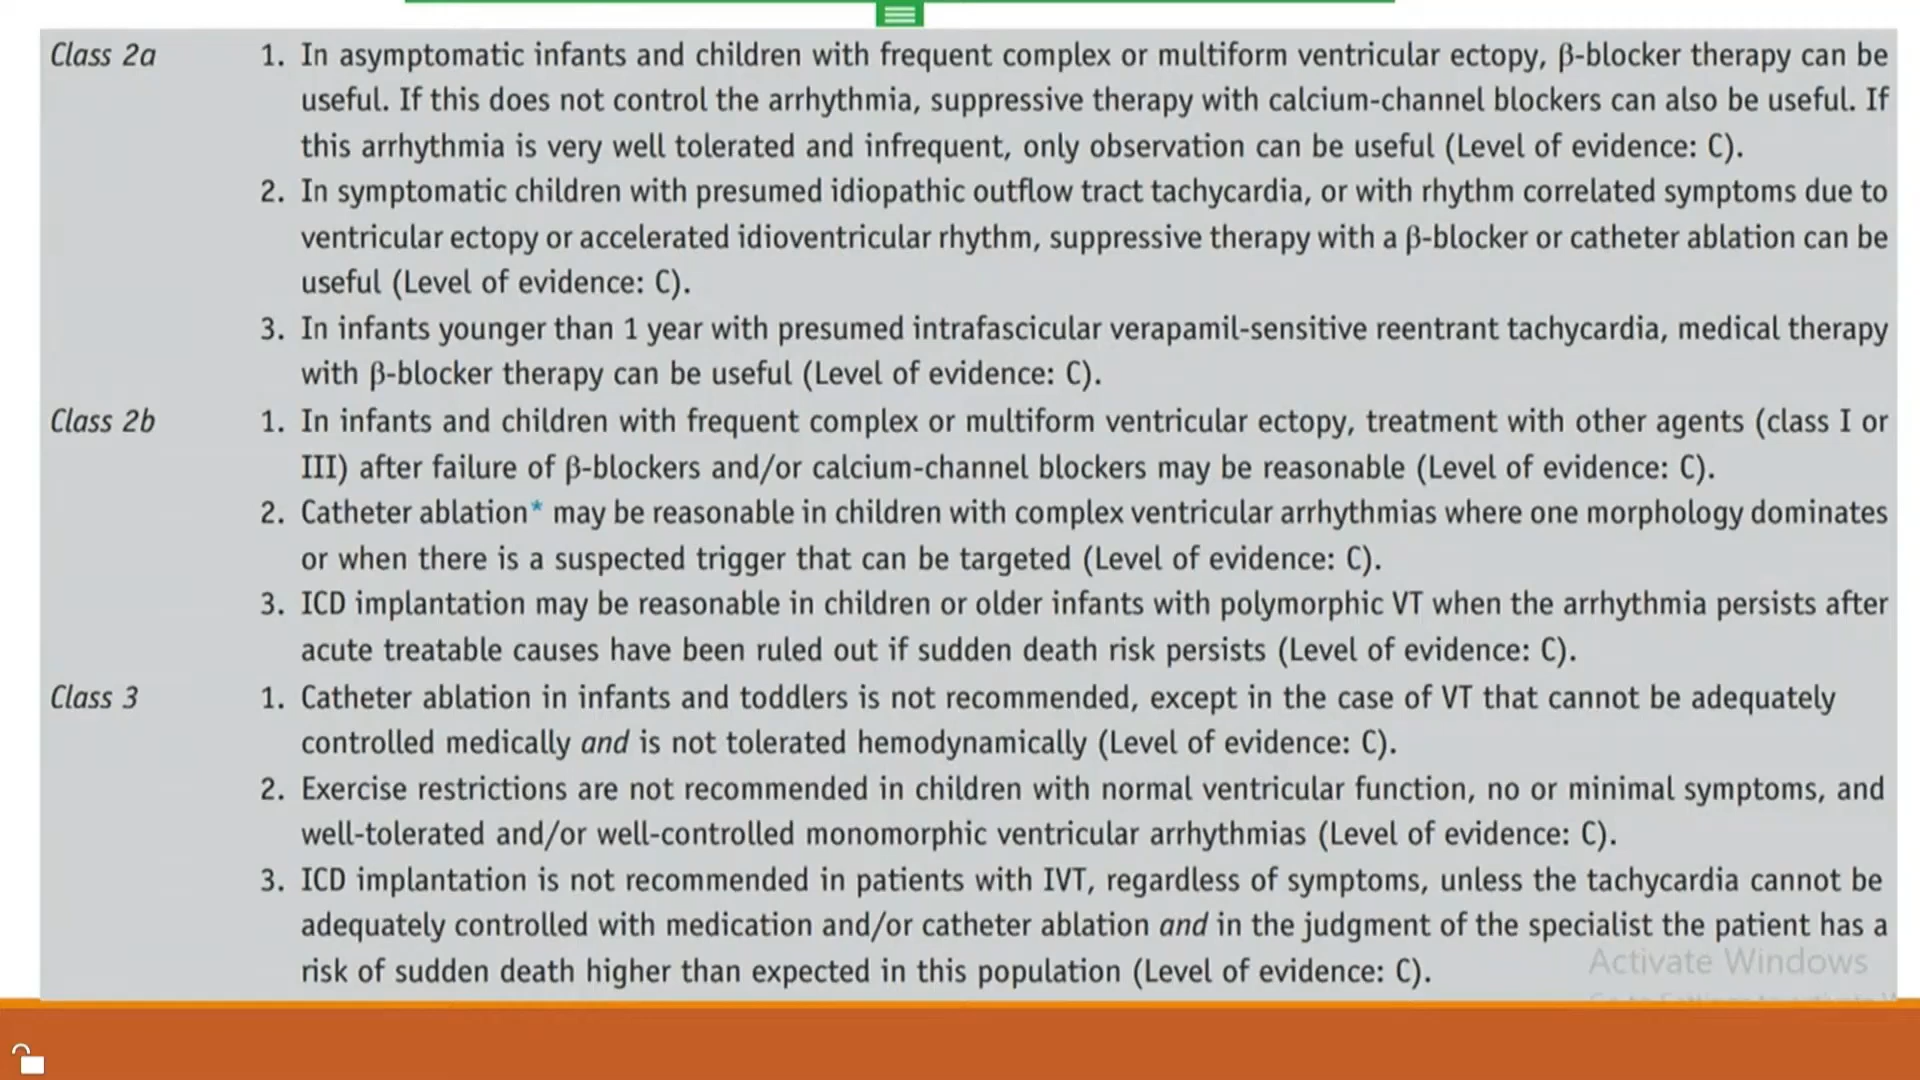 Class 2a 1. In asymptomatic infants and children with frequent complex or multiform ventricular ectopy, β-blocker therapy can be
useful. If this does not control the arrhythmia, suppressive therapy with calcium-channel blockers can also be useful. If
this arrhythmia is very well tolerated and infrequent, only observation can be useful (Level of evidence: C).
2. In symptomatic children with presumed idiopathic outflow tract tachycardia, or with rhythm correlated symptoms due to
ventricular ectopy or accelerated idioventricular rhythm, suppressive therapy with a β-blocker or catheter ablation can be
useful (Level of evidence: C).
3. In infants younger than 1 year with presumed intrafascicular verapamil-sensitive reentrant tachycardia, medical therapy
with β-blocker therapy can be useful (Level of evidence: C).
Class 2b 1. In infants and children with frequent complex or multiform ventricular ectopy, treatment with other agents (class I or
III) after failure of β-blockers and/or calcium-channel blockers may be reasonable (Level of evidence: C).
2. Catheter ablation* may be reasonable in children with complex ventricular arrhythmias where one morphology dominates
or when there is a suspected trigger that can be targeted (Level of evidence: C).
3. ICD implantation may be reasonable in children or older infants with polymorphic VT when the arrhythmia persists after
acute treatable causes have been ruled out if sudden death risk persists (Level of evidence: C).
Class 3 1. Catheter ablation in infants and toddlers is not recommended, except in the case of VT that cannot be adequately
controlled medically and is not tolerated hemodynamically (Level of evidence: C).
2. Exercise restrictions are not recommended in children with normal ventricular function, no or minimal symptoms, and
well-tolerated and/or well-controlled monomorphic ventricular arrhythmias (Level of evidence: C).
3. ICD implantation is not recommended in patients with IVT, regardless of symptoms, unless the tachycardia cannot be
adequately controlled with medication and/or catheter ablation and in the judgment of the specialist the patient has a
risk of sudden death higher than expected in this population (Level of evidence: C).
Activate Windows